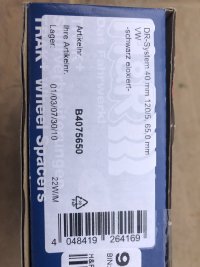 DR-System 40 mm 120/5, 65,0 mm
VW
-schwarz eloxiert-
Artikelnr.:
B4075650
Ihre Artikelnr.
Lager:
01/03/07/30/10
22W/M
4 048419 264169
TRAK Wheel Spacers
H&R